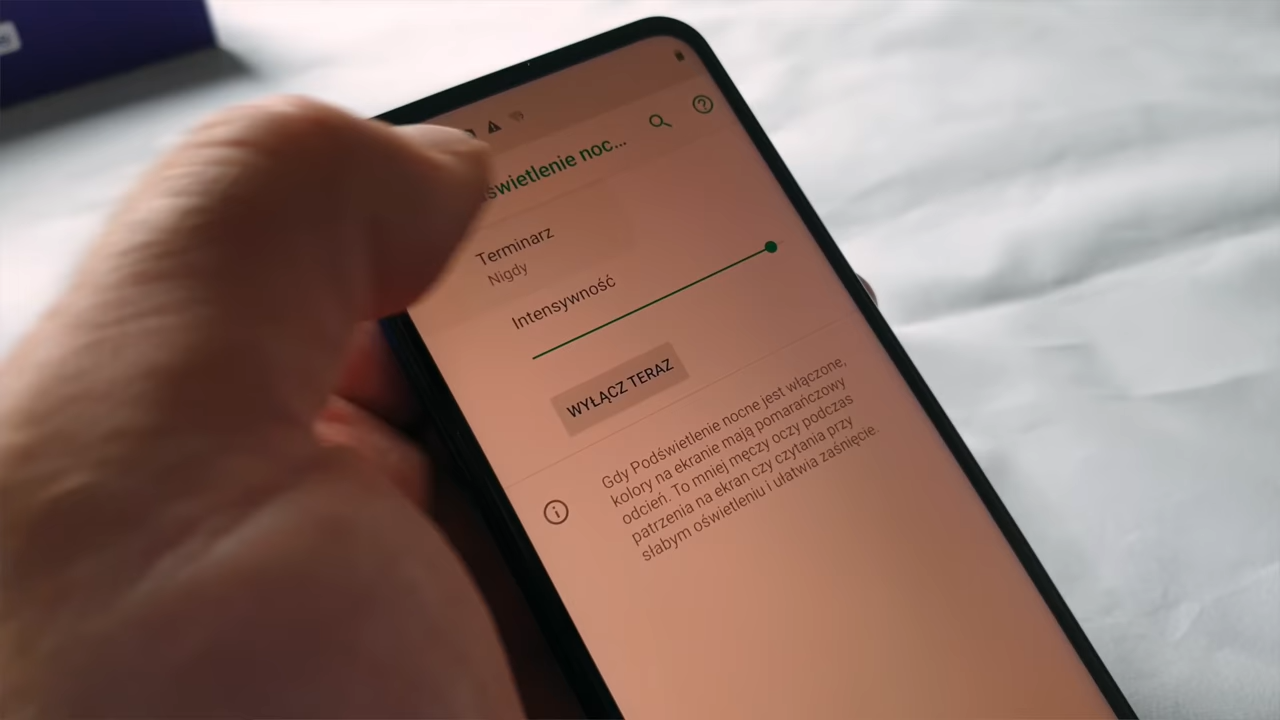 świetlenie noc...
Terminarz
Nigdy
Intensywność
WYŁĄCZ TERAZ
Gdy Podświetlenie nocne jest włączone,
kolory na ekranie mają pomarańczowy
odcień. To mniej męczy oczy podczas
patrzenia na ekran czy czytania przy
słabym oświetleniu i ułatwia zaśnięcie.